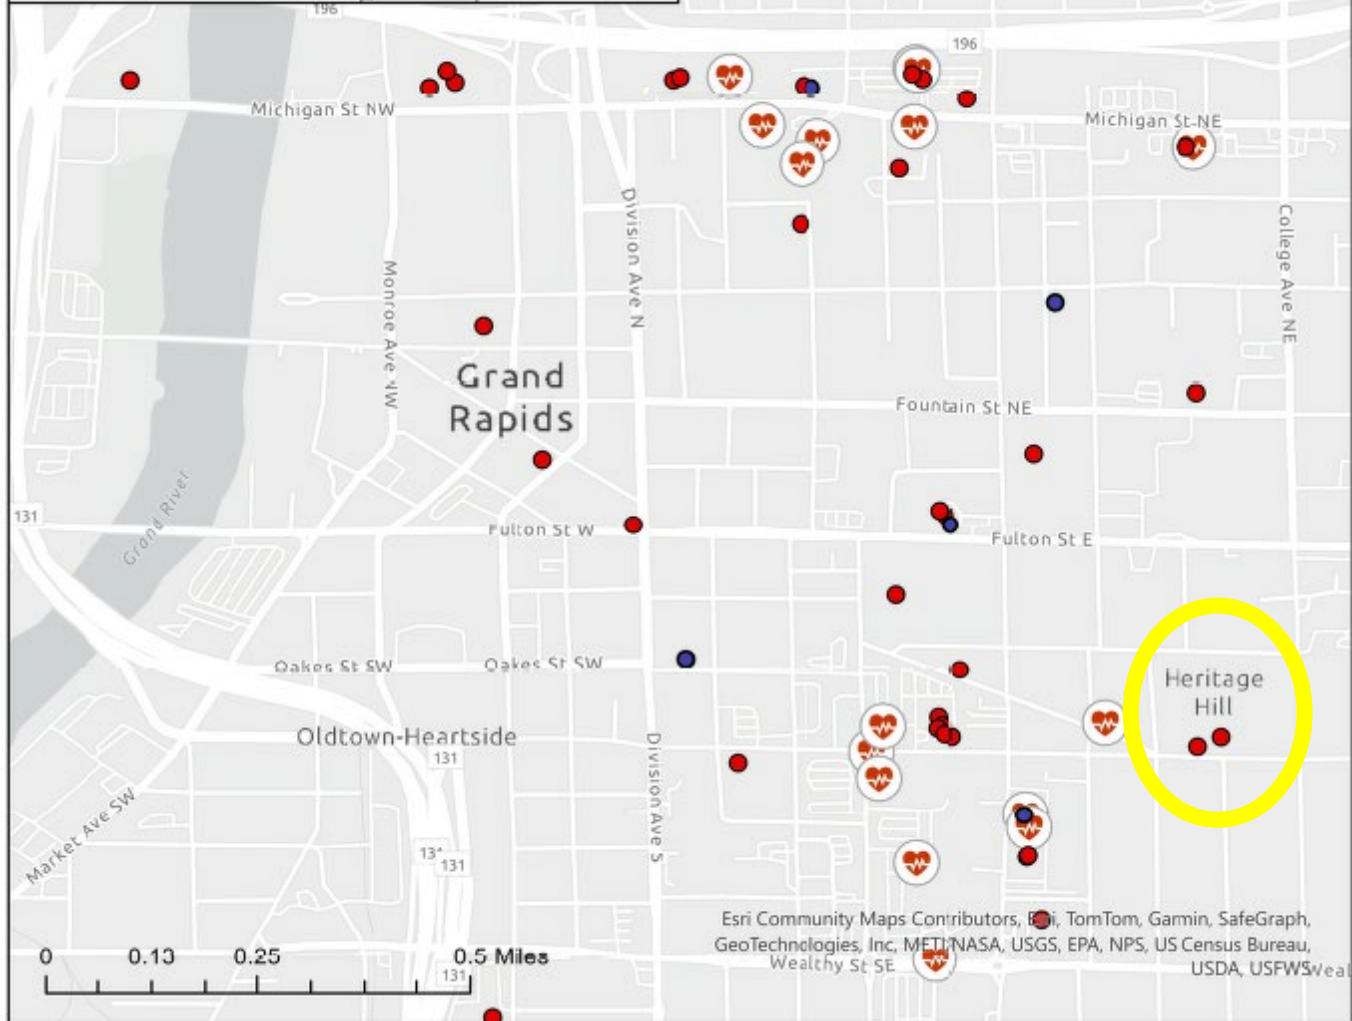 196
196
Michigan St NW
Michigan St NE
Division Ave N
College Ave NE
Monroe Ave NW
Grand
Rapids
Fountain St NE
131
Grand River
Fulton St W
Fulton St E
Oakes St SW
Oakes St SW
Heritage
Hill
Oldtown-Heartside
131
Division Ave S
Market Ave SW
131
131
Esri Community Maps Contributors, Esri, TomTom, Garmin, SafeGraph,
GeoTechnologies, Inc, METI/NASA, USGS, EPA, NPS, US Census Bureau,
USDA, USFWS
Wealthy St SE
Weal
0 0.13 0.25 0.5 Miles
131